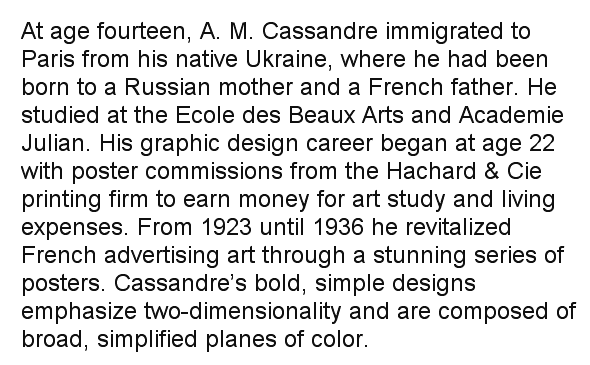 At age fourteen, A. M. Cassandre immigrated to
Paris from his native Ukraine, where he had been
born to a Russian mother and a French father. He
studied at the Ecole des Beaux Arts and Academie
Julian. His graphic design career began at age 22
with poster commissions from the Hachard & Cie
printing firm to earn money for art study and living
expenses. From 1923 until 1936 he revitalized
French advertising art through a stunning series of
posters. Cassandre’s bold, simple designs
emphasize two-dimensionality and are composed of
broad, simplified planes of color.